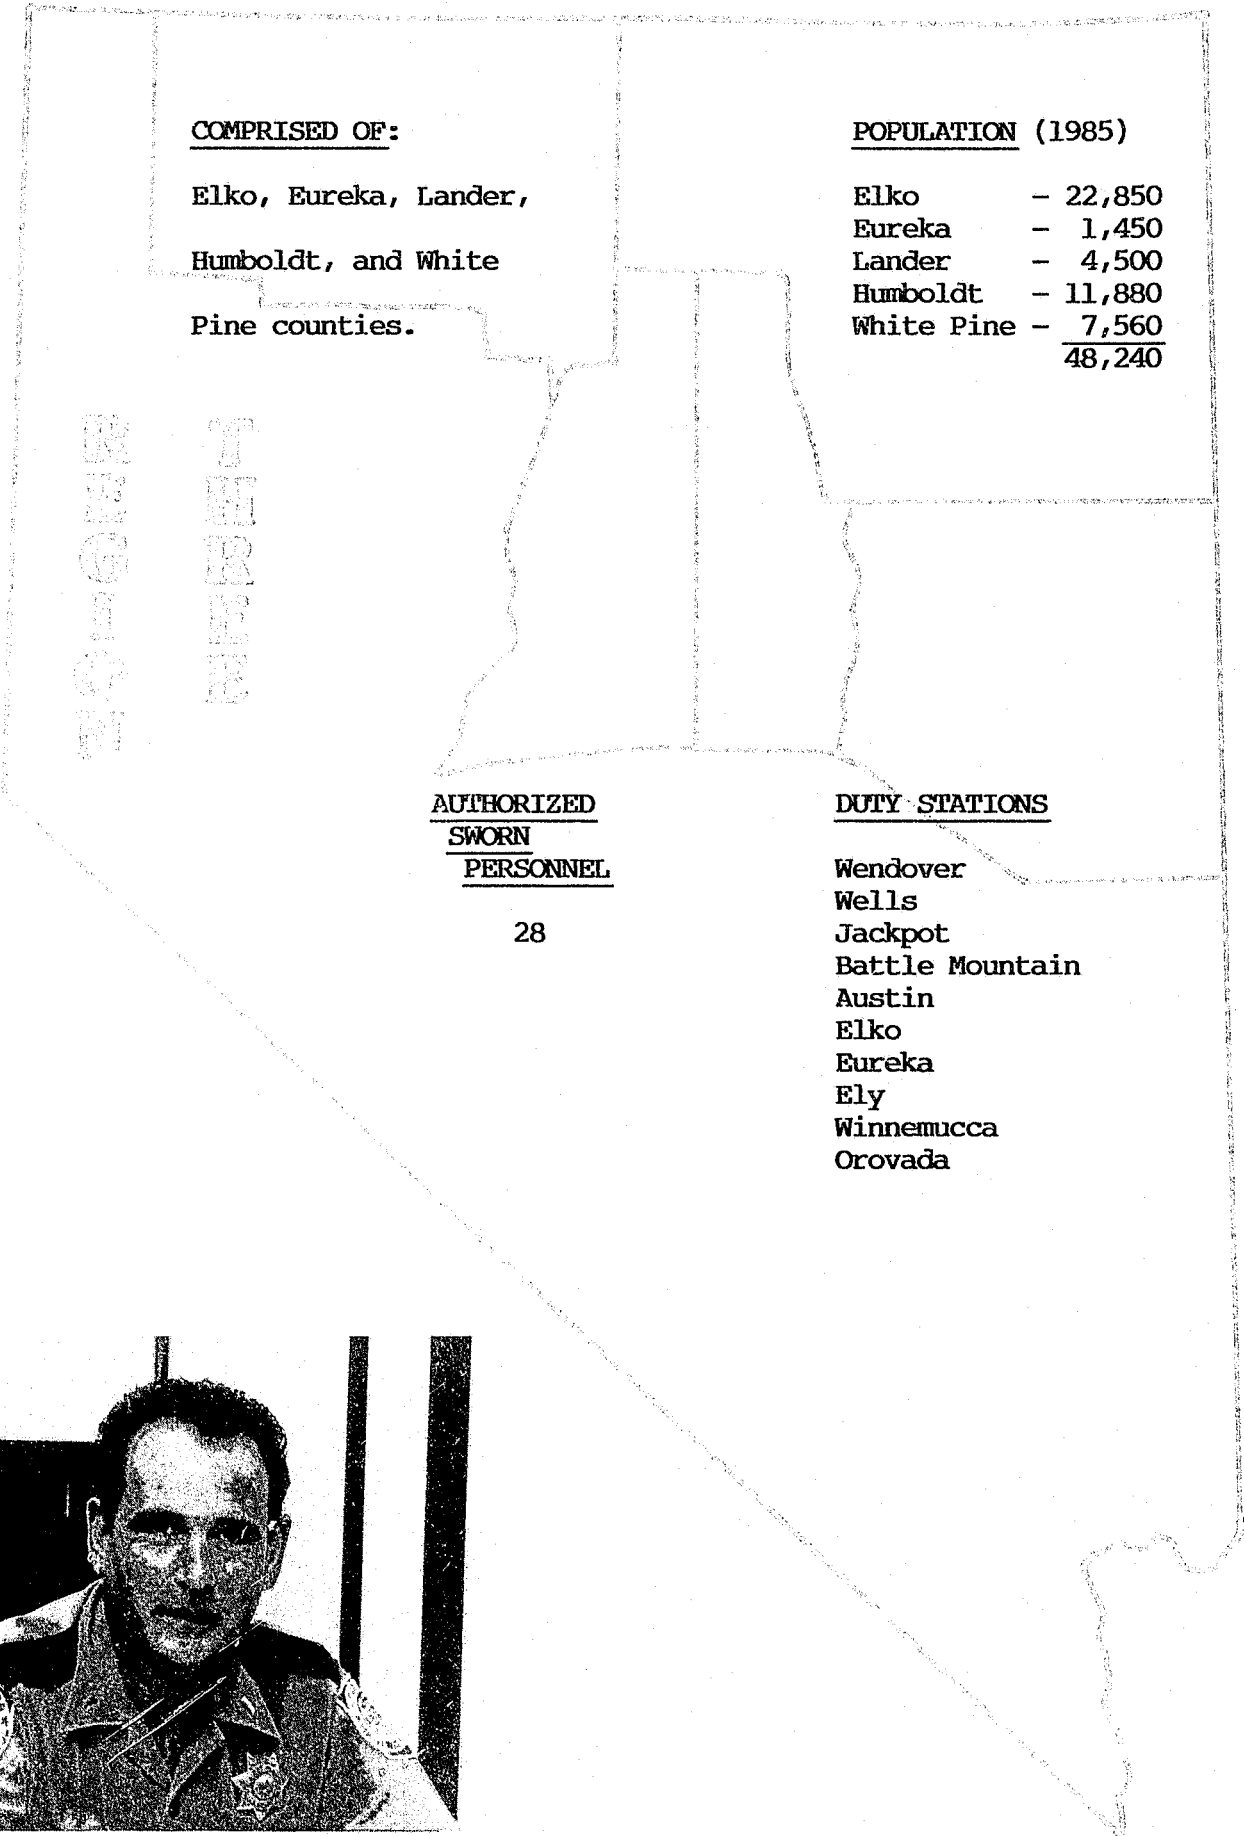 COMPRISED OF:
Elko, Eureka, Lander,
Humboldt, and White
Pine counties.
POPULATION (1985)
Elko - 22,850
Eureka - 1,450
Lander - 4,500
Humboldt - 11,880
White Pine - 7,560
48,240
REGION
THREE
AUTHORIZED
SWORN
PERSONNEL
28
DUTY STATIONS
Wendover
Wells
Jackpot
Battle Mountain
Austin
Elko
Eureka
Ely
Winnemucca
Orovada